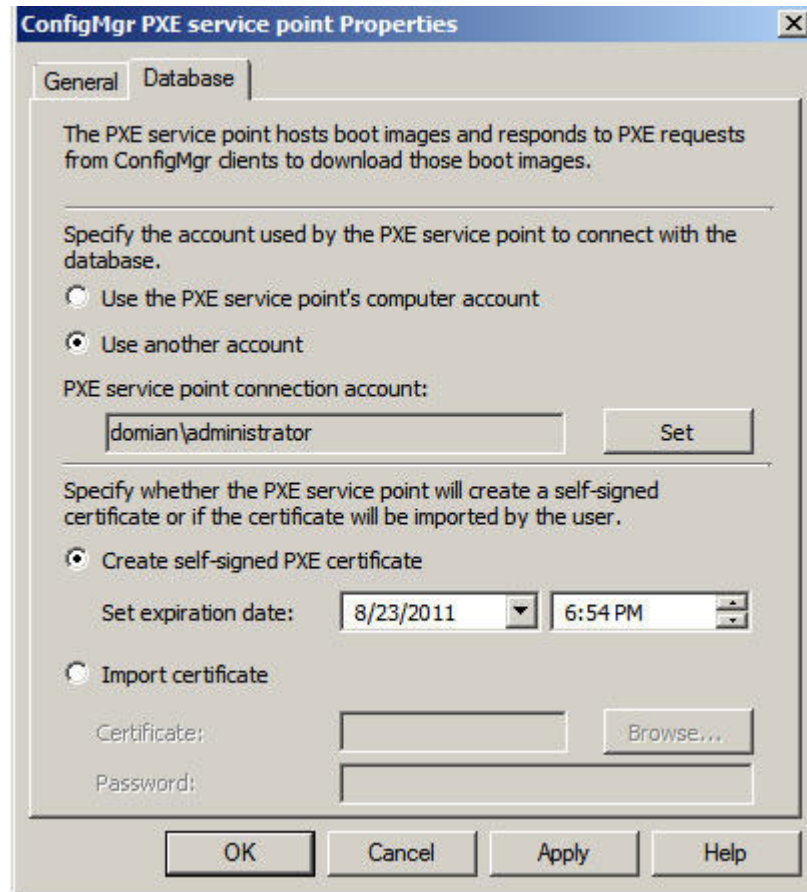 ConfigMgr PXE service point Properties
General
Database
The PXE service point hosts boot images and responds to PXE requests
from ConfigMgr clients to download those boot images.
Specify the account used by the PXE service point to connect with the
database.
Use the PXE service point's computer account
Use another account
PXE service point connection account:
domian\administrator
Set
Specify whether the PXE service point will create a self-signed
certificate or if the certificate will be imported by the user.
Create self-signed PXE certificate
Set expiration date:
8/23/2011
6:54 PM
Import certificate
Certificate:
Browse...
Password:
OK
Cancel
Apply
Help